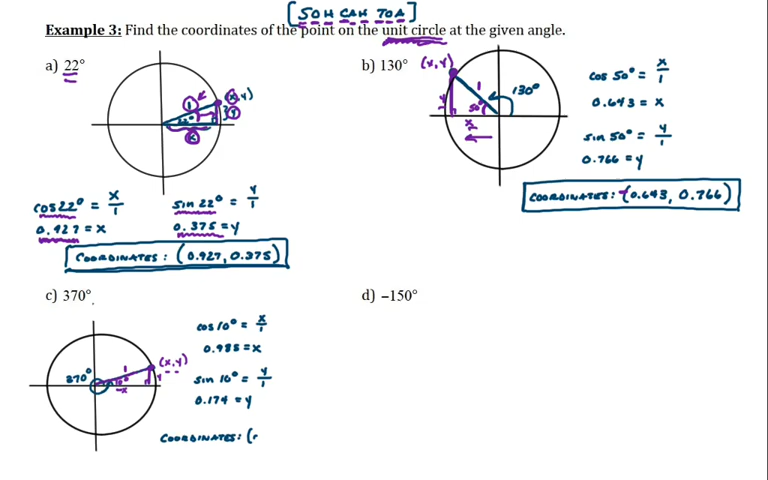 [SOH CAH TOA]
Example 3: Find the coordinates of the point on the unit circle at the given angle.
a) 22°
(x,y)
1
22°
y
x
cos22° = x/1
0.927 = x
sin 22° = y/1
0.375 = y
COORDINATES: (0.927, 0.375)
b) 130°
(x,y)
1
130°
50°
y
x
cos 50° = x/1
0.643 = x
sin 50° = y/1
0.766 = y
COORDINATES: (-0.643, 0.766)
c) 370°
370°
(x,y)
1
10°
y
x
cos 10° = x/1
0.985 = x
sin 10° = y/1
0.174 = y
COORDINATES: (
d) −150°